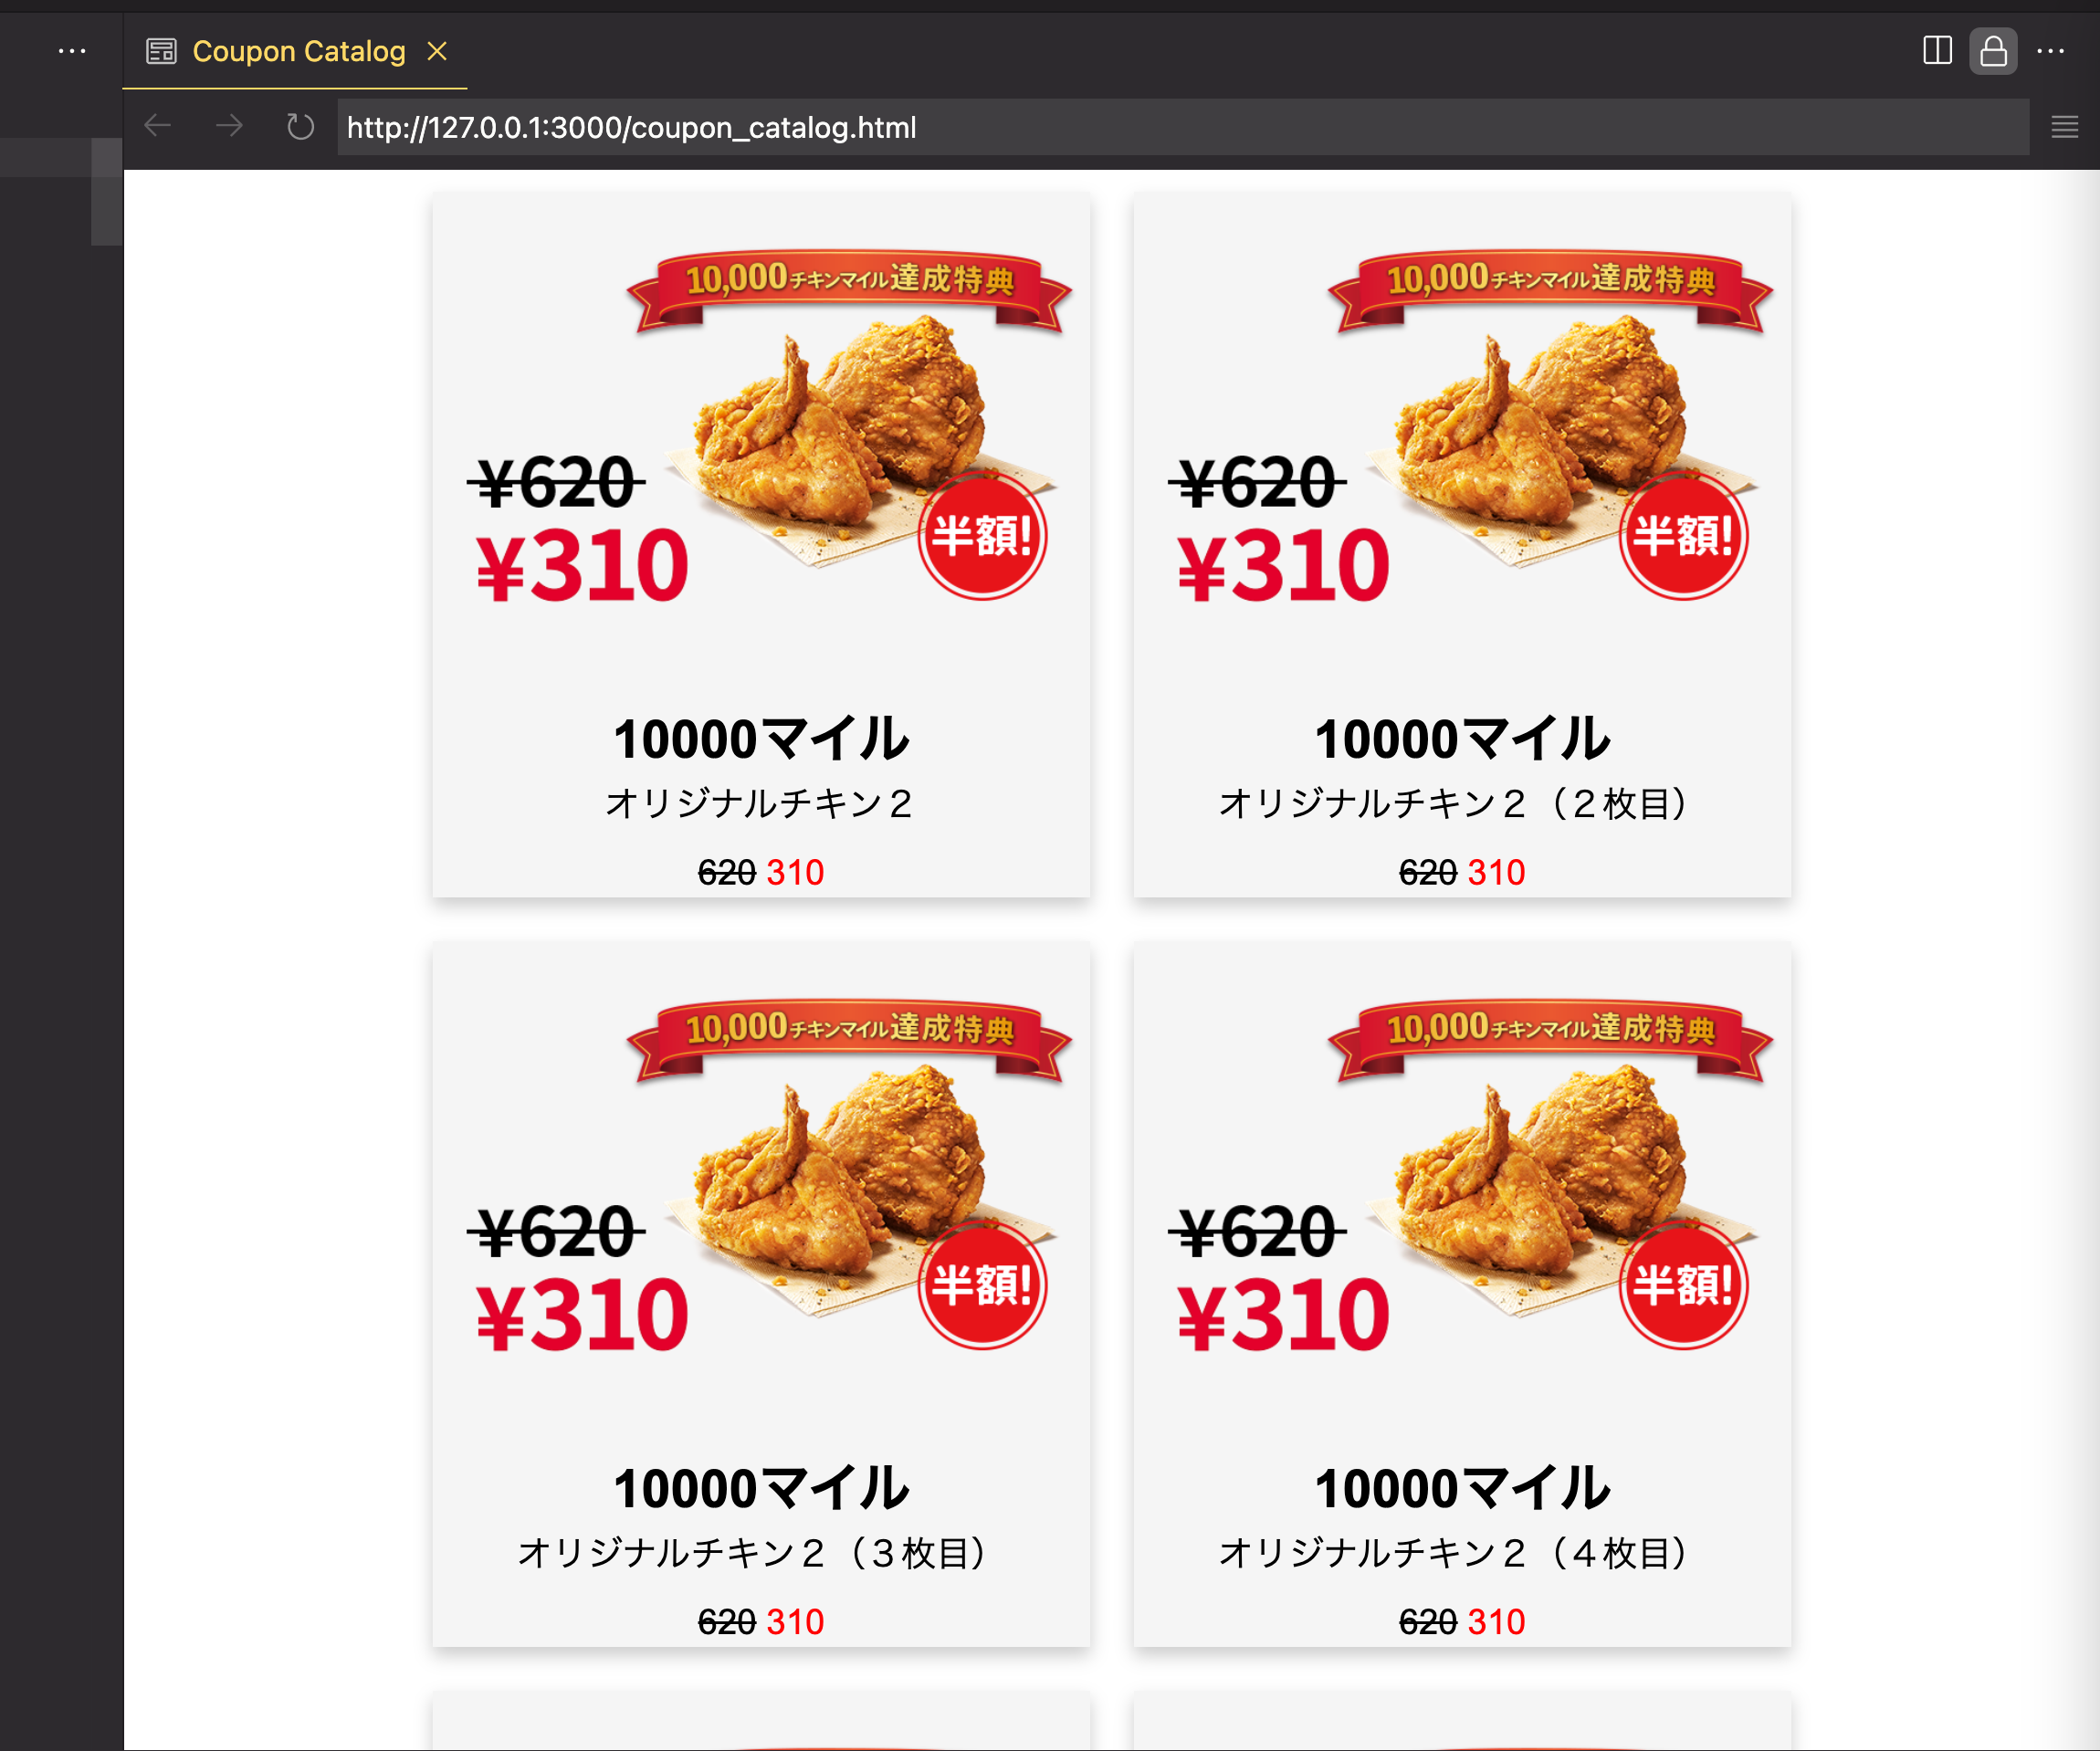 Coupon Catalog
http://127.0.0.1:3000/coupon_catalog.html
10,000チキンマイル達成特典
¥620
¥310
半額!
10000マイル
オリジナルチキン２
620 310
10,000チキンマイル達成特典
¥620
¥310
半額!
10000マイル
オリジナルチキン２（２枚目）
620 310
10,000チキンマイル達成特典
¥620
¥310
半額!
10000マイル
オリジナルチキン２（３枚目）
620 310
10,000チキンマイル達成特典
¥620
¥310
半額!
10000マイル
オリジナルチキン２（４枚目）
620 310